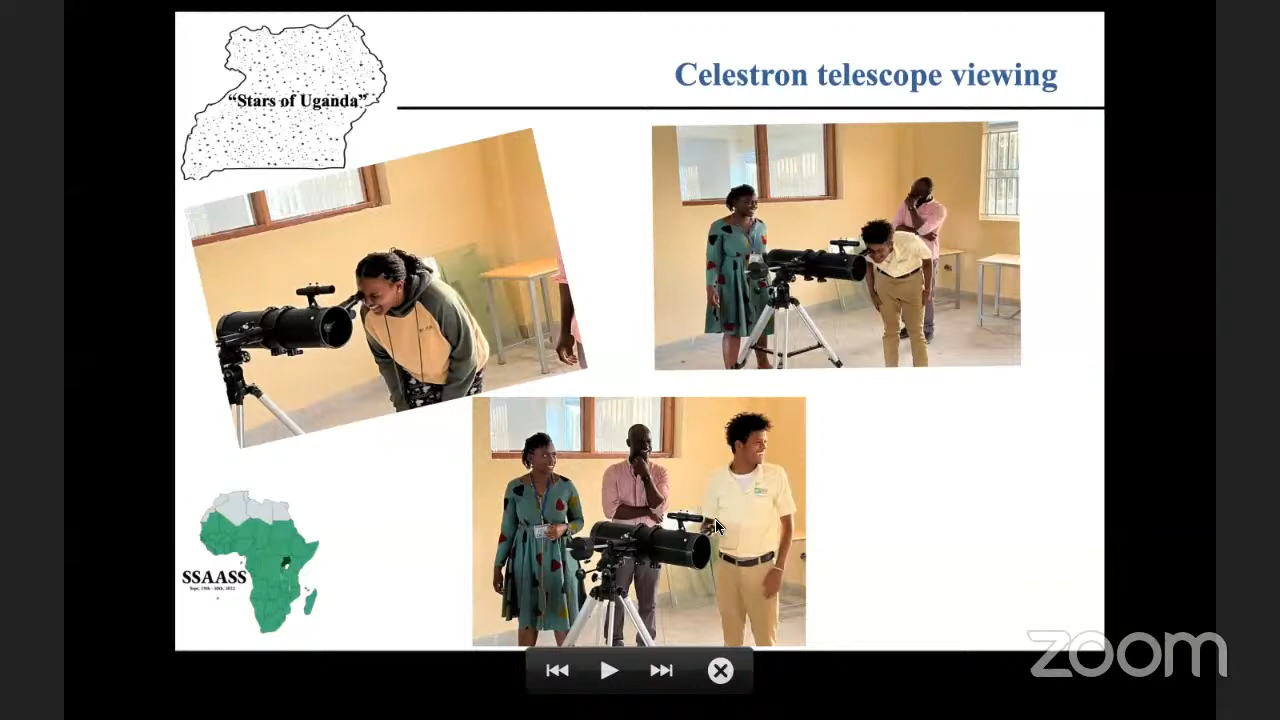 Celestron telescope viewing
“Stars of Uganda”
SSAASS
zoom